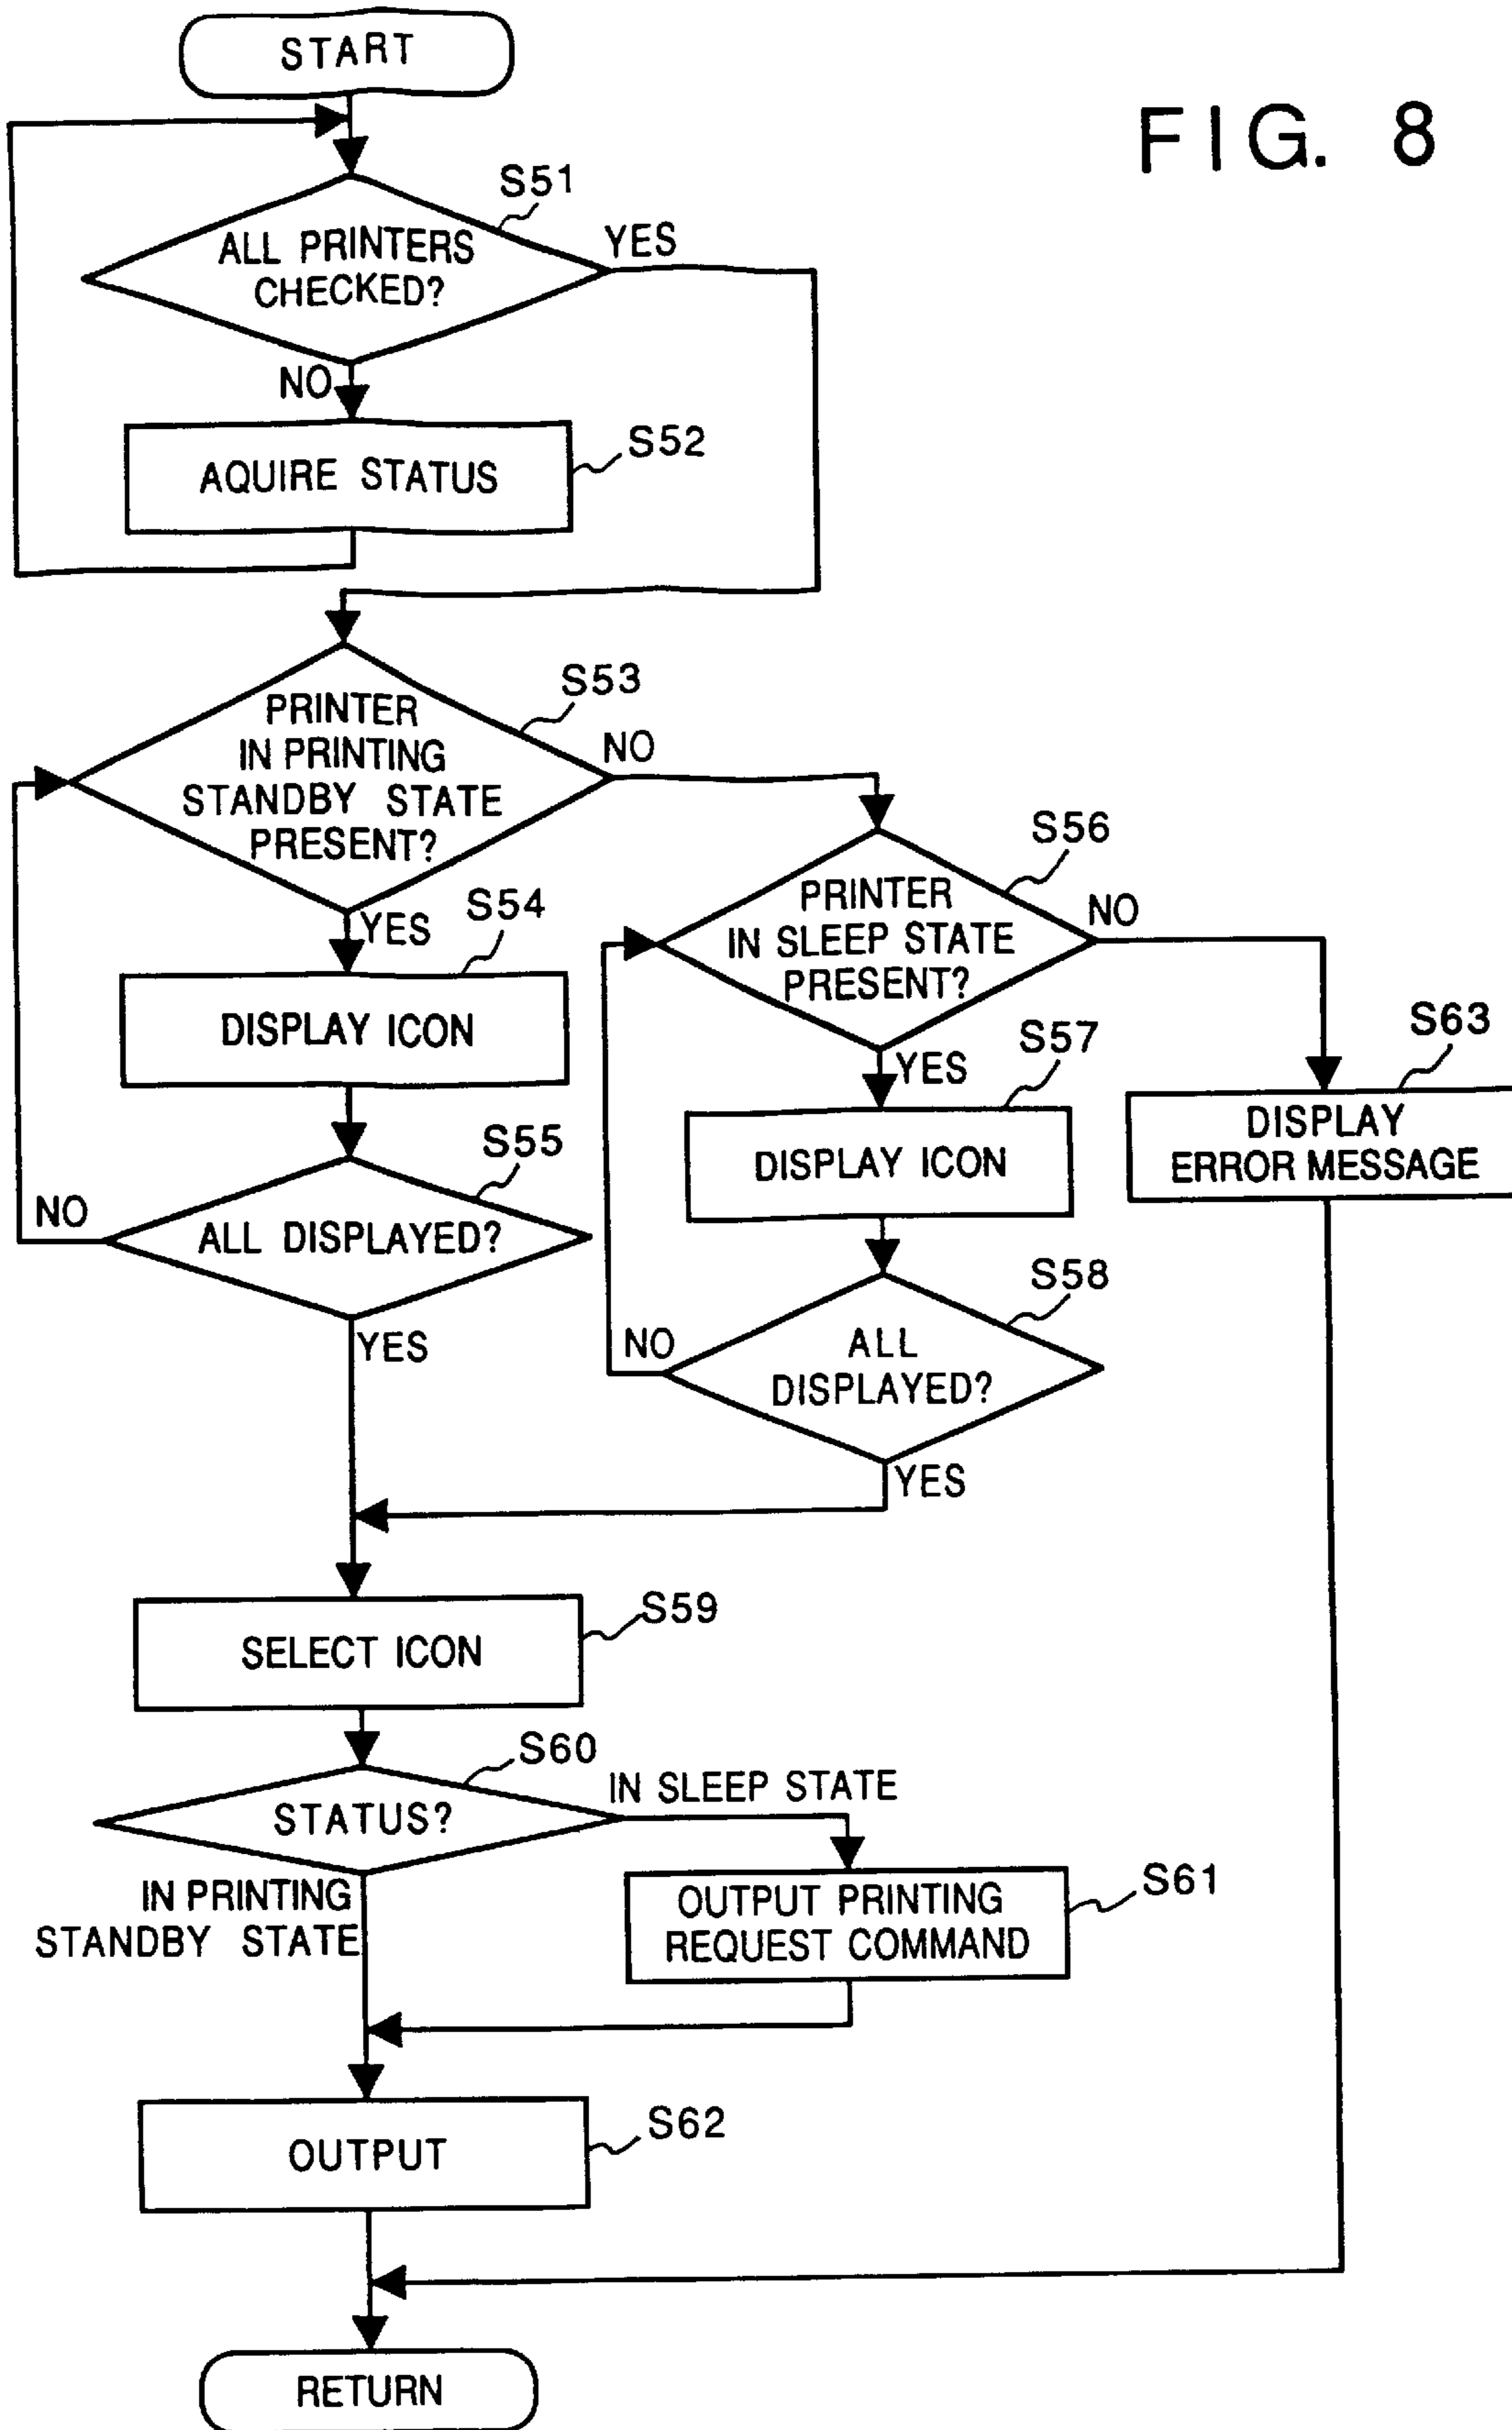 START
FIG. 8
S51
ALL PRINTERS
CHECKED?
YES
NO
S52
AQUIRE STATUS
S53
PRINTER
IN PRINTING
STANDBY STATE
PRESENT?
NO
YES
S54
DISPLAY ICON
S55
ALL DISPLAYED?
NO
YES
S56
PRINTER
IN SLEEP STATE
PRESENT?
NO
YES
S57
DISPLAY ICON
S63
DISPLAY
ERROR MESSAGE
S58
ALL
DISPLAYED?
NO
YES
S59
SELECT ICON
S60
STATUS?
IN SLEEP STATE
IN PRINTING
STANDBY STATE
S61
OUTPUT PRINTING
REQUEST COMMAND
S62
OUTPUT
RETURN